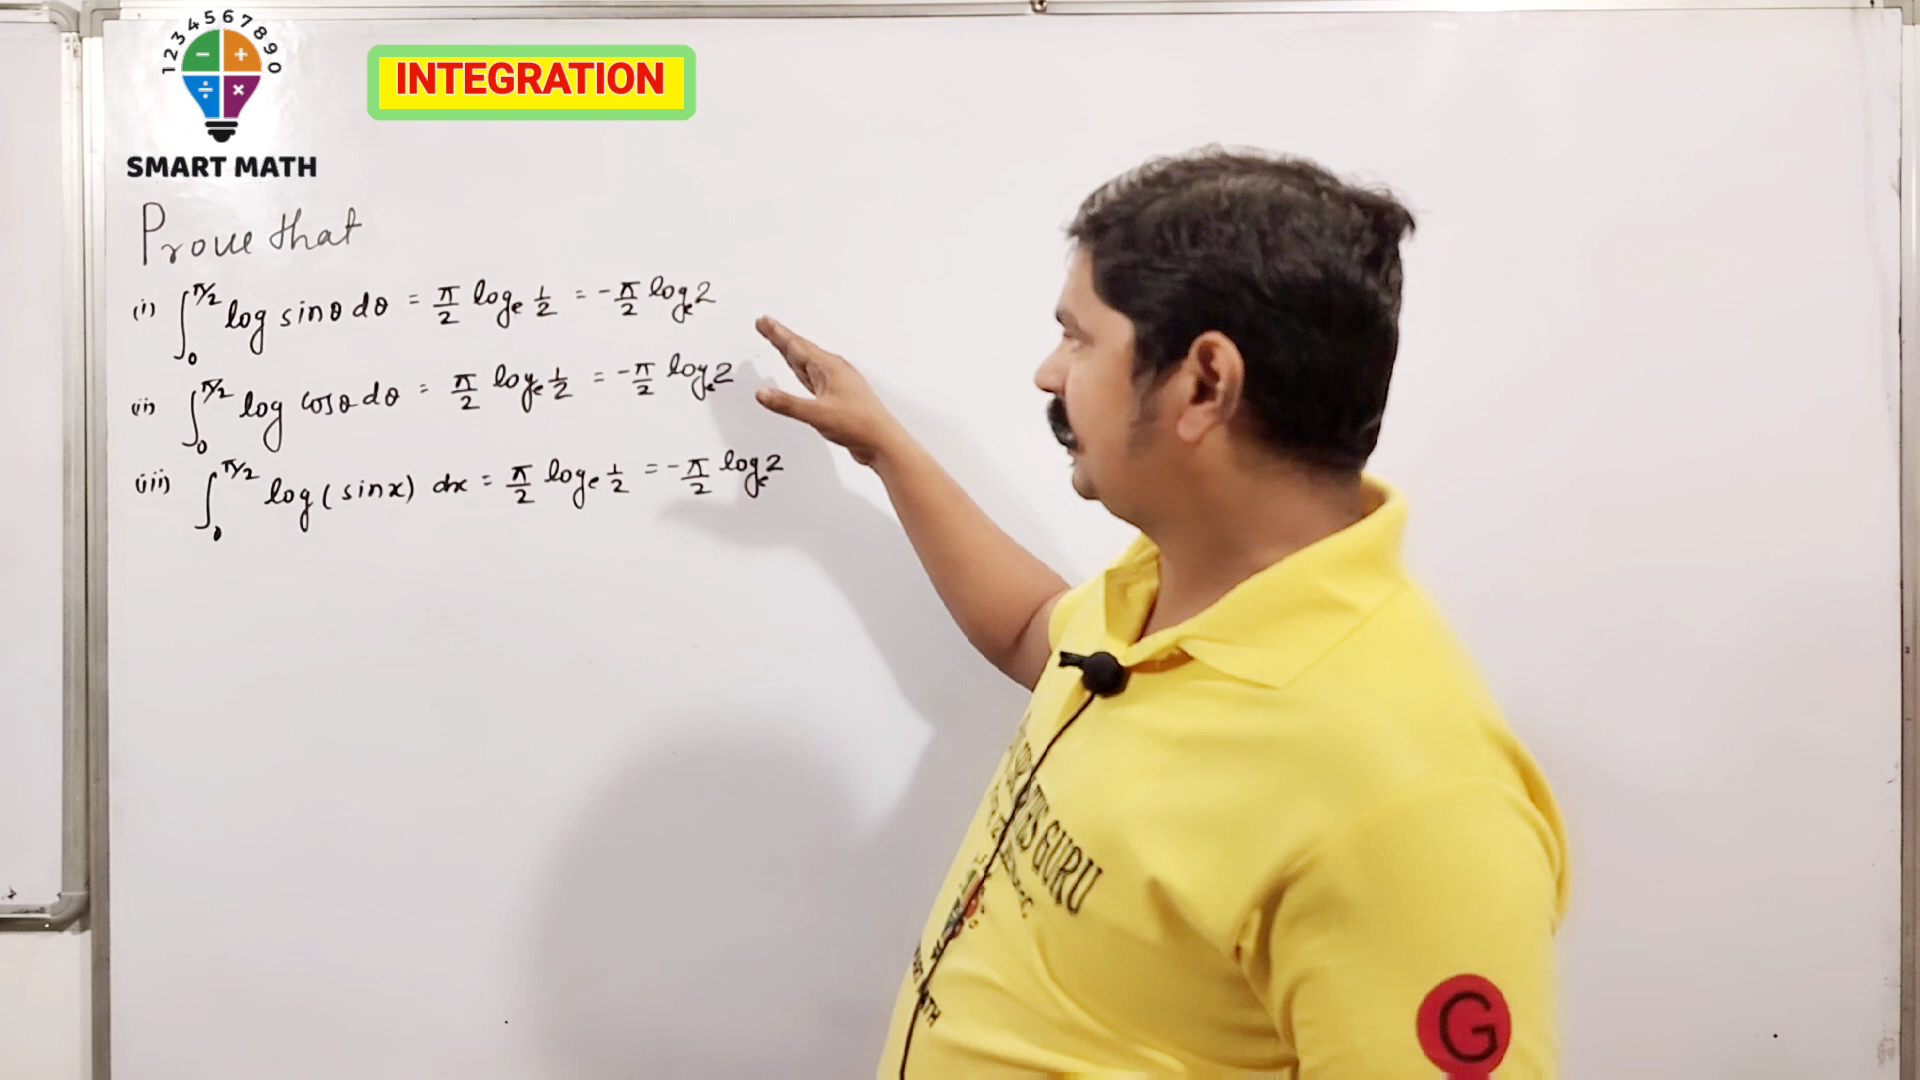 1234567890
− +
÷ ×
SMART MATH
INTEGRATION
Prove that
(i) ∫₀^π/2 log sinθ dθ = π/2 logₑ 1/2 = -π/2 logₑ2
(ii) ∫₀^π/2 log cosθ dθ = π/2 logₑ 1/2 = -π/2 logₑ2
(iii) ∫₀^π/2 log(sinx) dx = π/2 logₑ 1/2 = -π/2 logₑ2
GURU
G